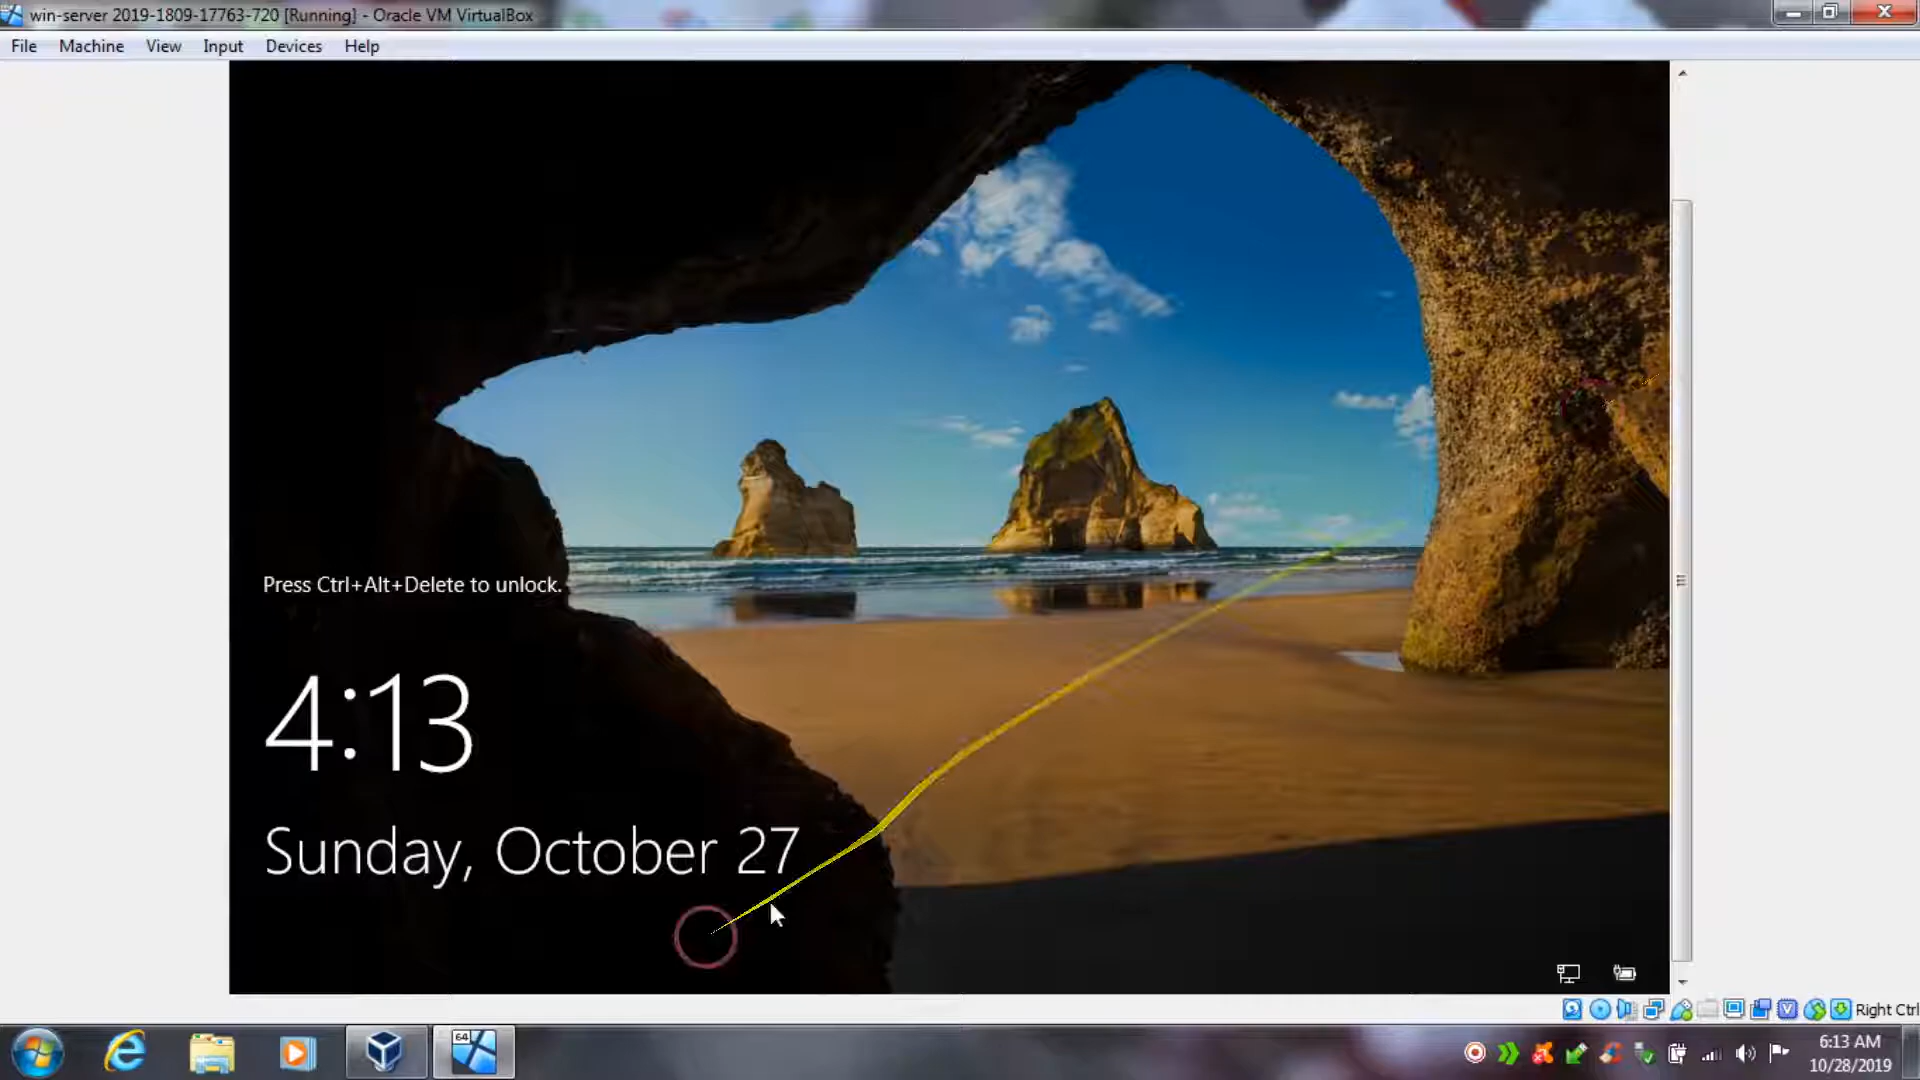 win-server 2019-1809-17763-720 [Running] - Oracle VM VirtualBox
File Machine View Input Devices Help
Press Ctrl+Alt+Delete to unlock.
4:13
Sunday, October 27
Right Ctrl
64
6:13 AM
10/28/2019